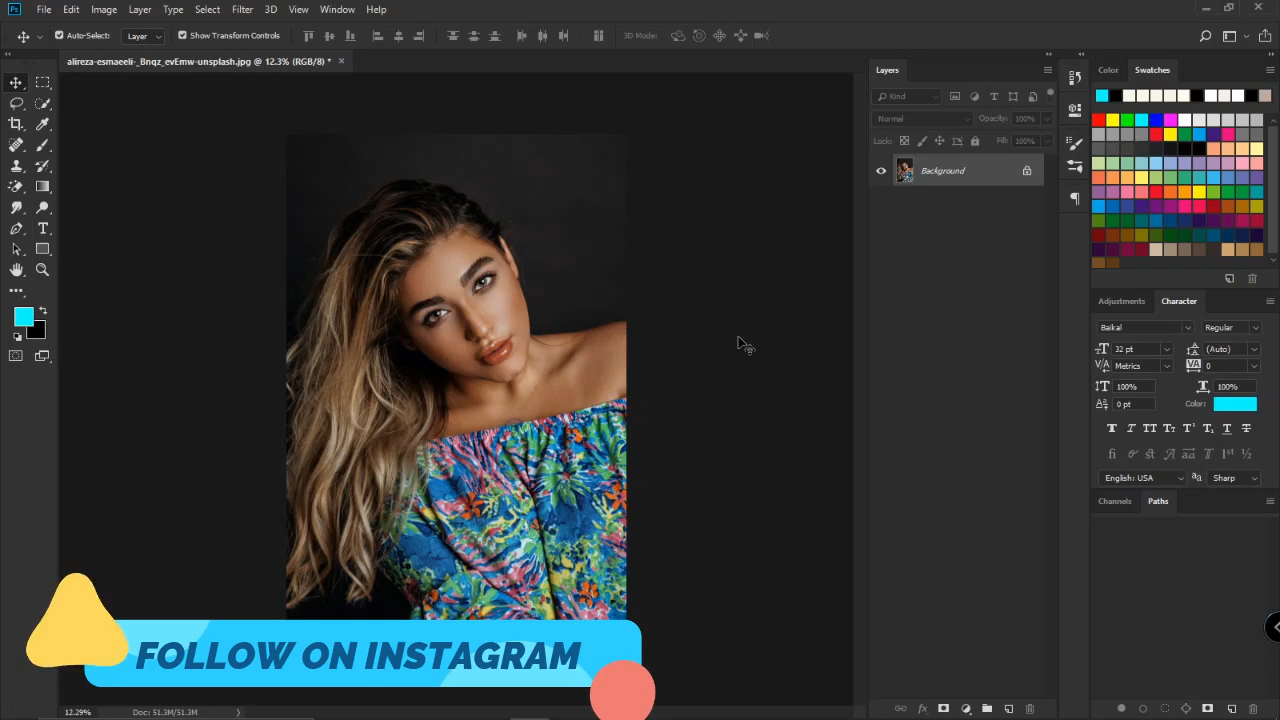 Ps File Edit Image Layer Type Select Filter 3D View Window Help
Auto-Select: Layer Show Transform Controls 3D Mode:
alireza-esmaeeli-_Bnqz_evEmw-unsplash.jpg @ 12.3% (RGB/8) *
Layers
Kind
Normal Opacity: 100%
Lock: Fill: 100%
Background
Color Swatches
Adjustments Character
Baikal Regular
32 pt (Auto)
Metrics 0
100% 100%
0 pt Color:
English: USA Sharp
Channels Paths
FOLLOW ON INSTAGRAM
12.29% Doc: 51.3M/51.3M